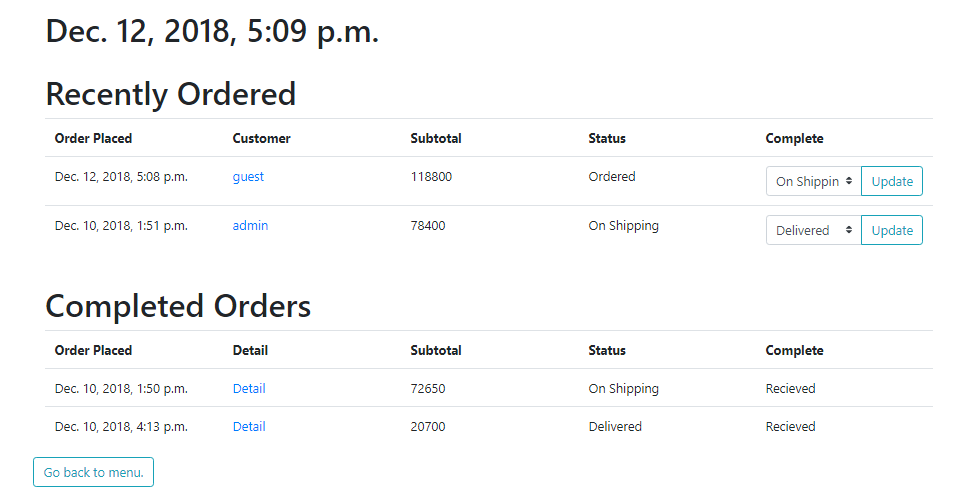 Dec. 12, 2018, 5:09 p.m.
Recently Ordered
Order Placed Customer Subtotal Status Complete
Dec. 12, 2018, 5:08 p.m. guest 118800 Ordered On Shippin Update
Dec. 10, 2018, 1:51 p.m. admin 78400 On Shipping Delivered Update
Completed Orders
Order Placed Detail Subtotal Status Complete
Dec. 10, 2018, 1:50 p.m. Detail 72650 On Shipping Recieved
Dec. 10, 2018, 4:13 p.m. Detail 20700 Delivered Recieved
Go back to menu.